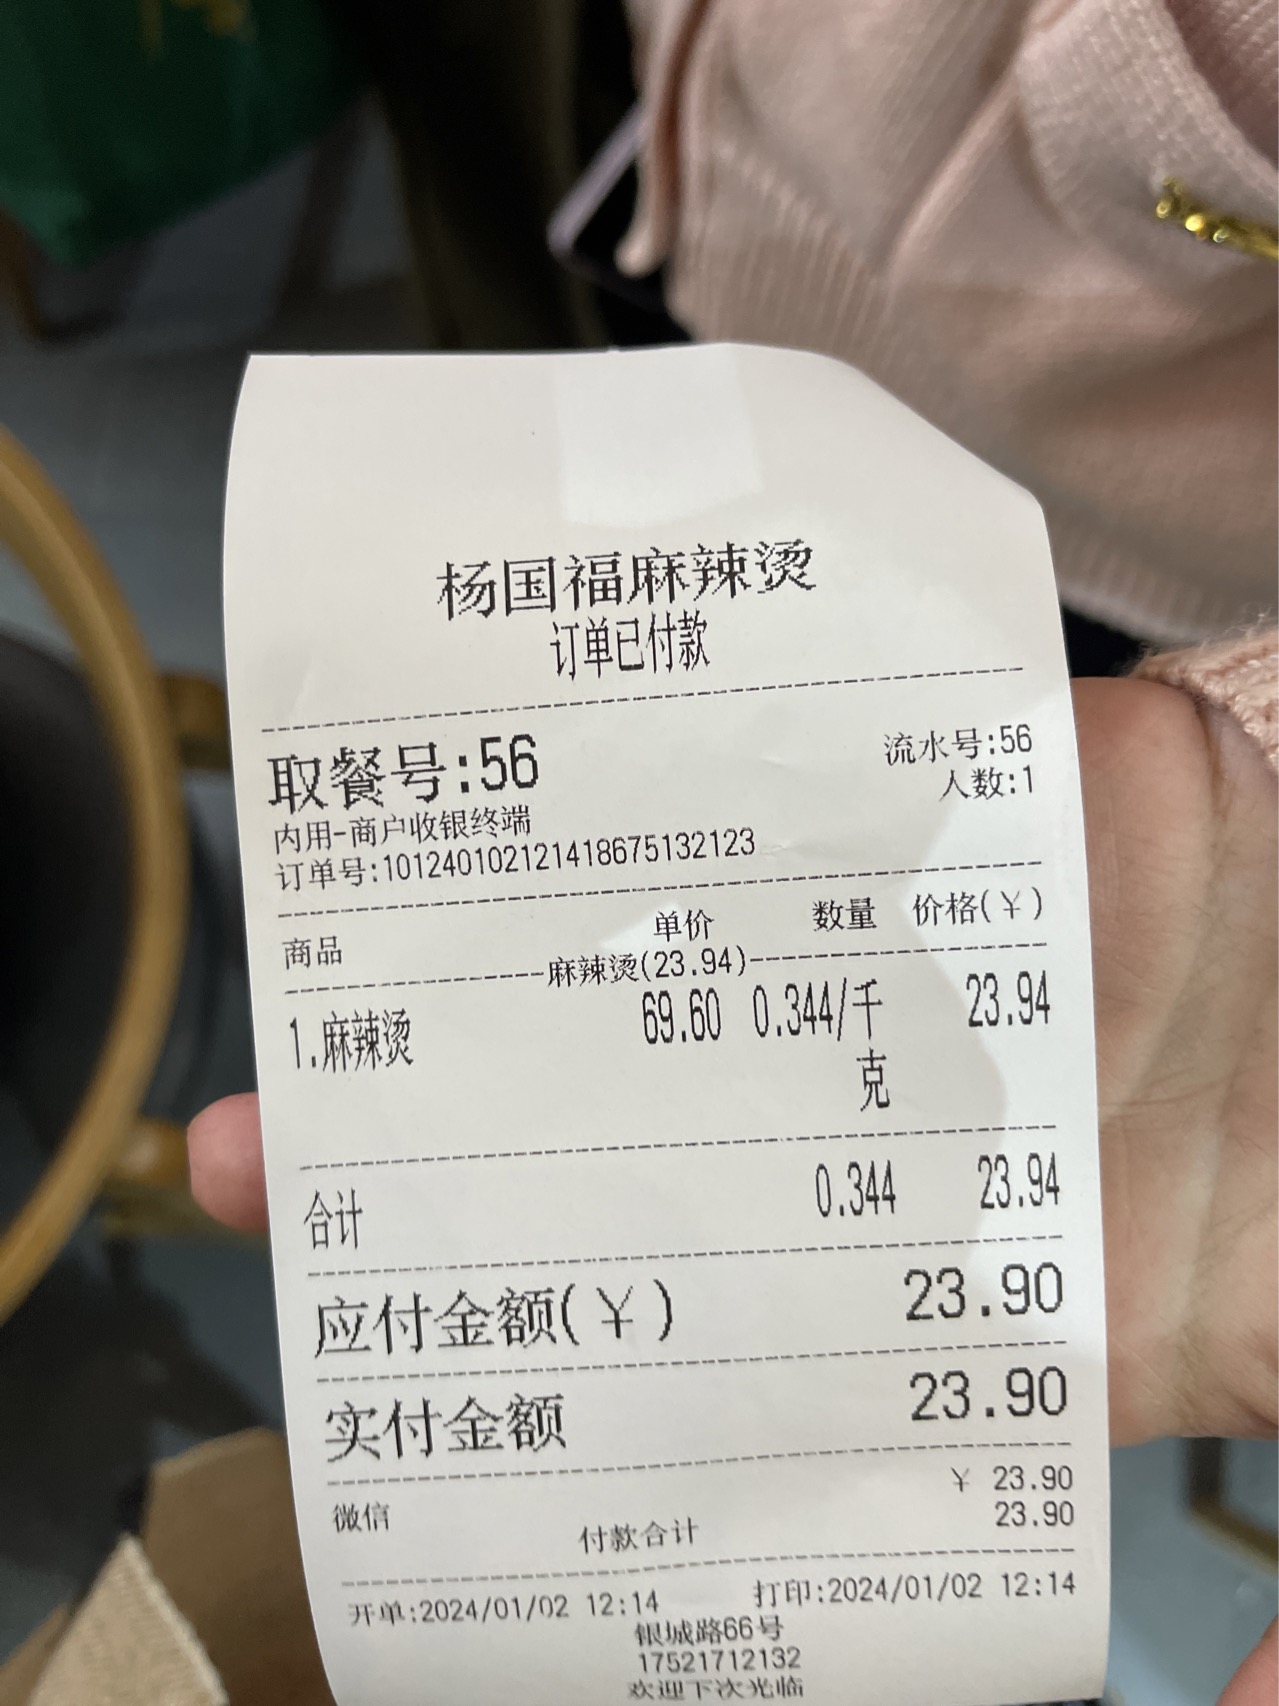 杨国福麻辣烫
订单已付款
取餐号:56 流水号:56
人数:1
内用-商户收银终端
订单号:10124010212141867513​2123
商品 单价 数量 价格(¥)
麻辣烫(23.94)
1.麻辣烫 69.60 0.344/千 23.94
克
合计 0.344 23.94
应付金额(¥) 23.90
实付金额 23.90
微信 ¥ 23.90
付款合计 23.90
开单:2024/01/02 12:14 打印:2024/01/02 12:14
银城路66号
17521712132
欢迎下次光临